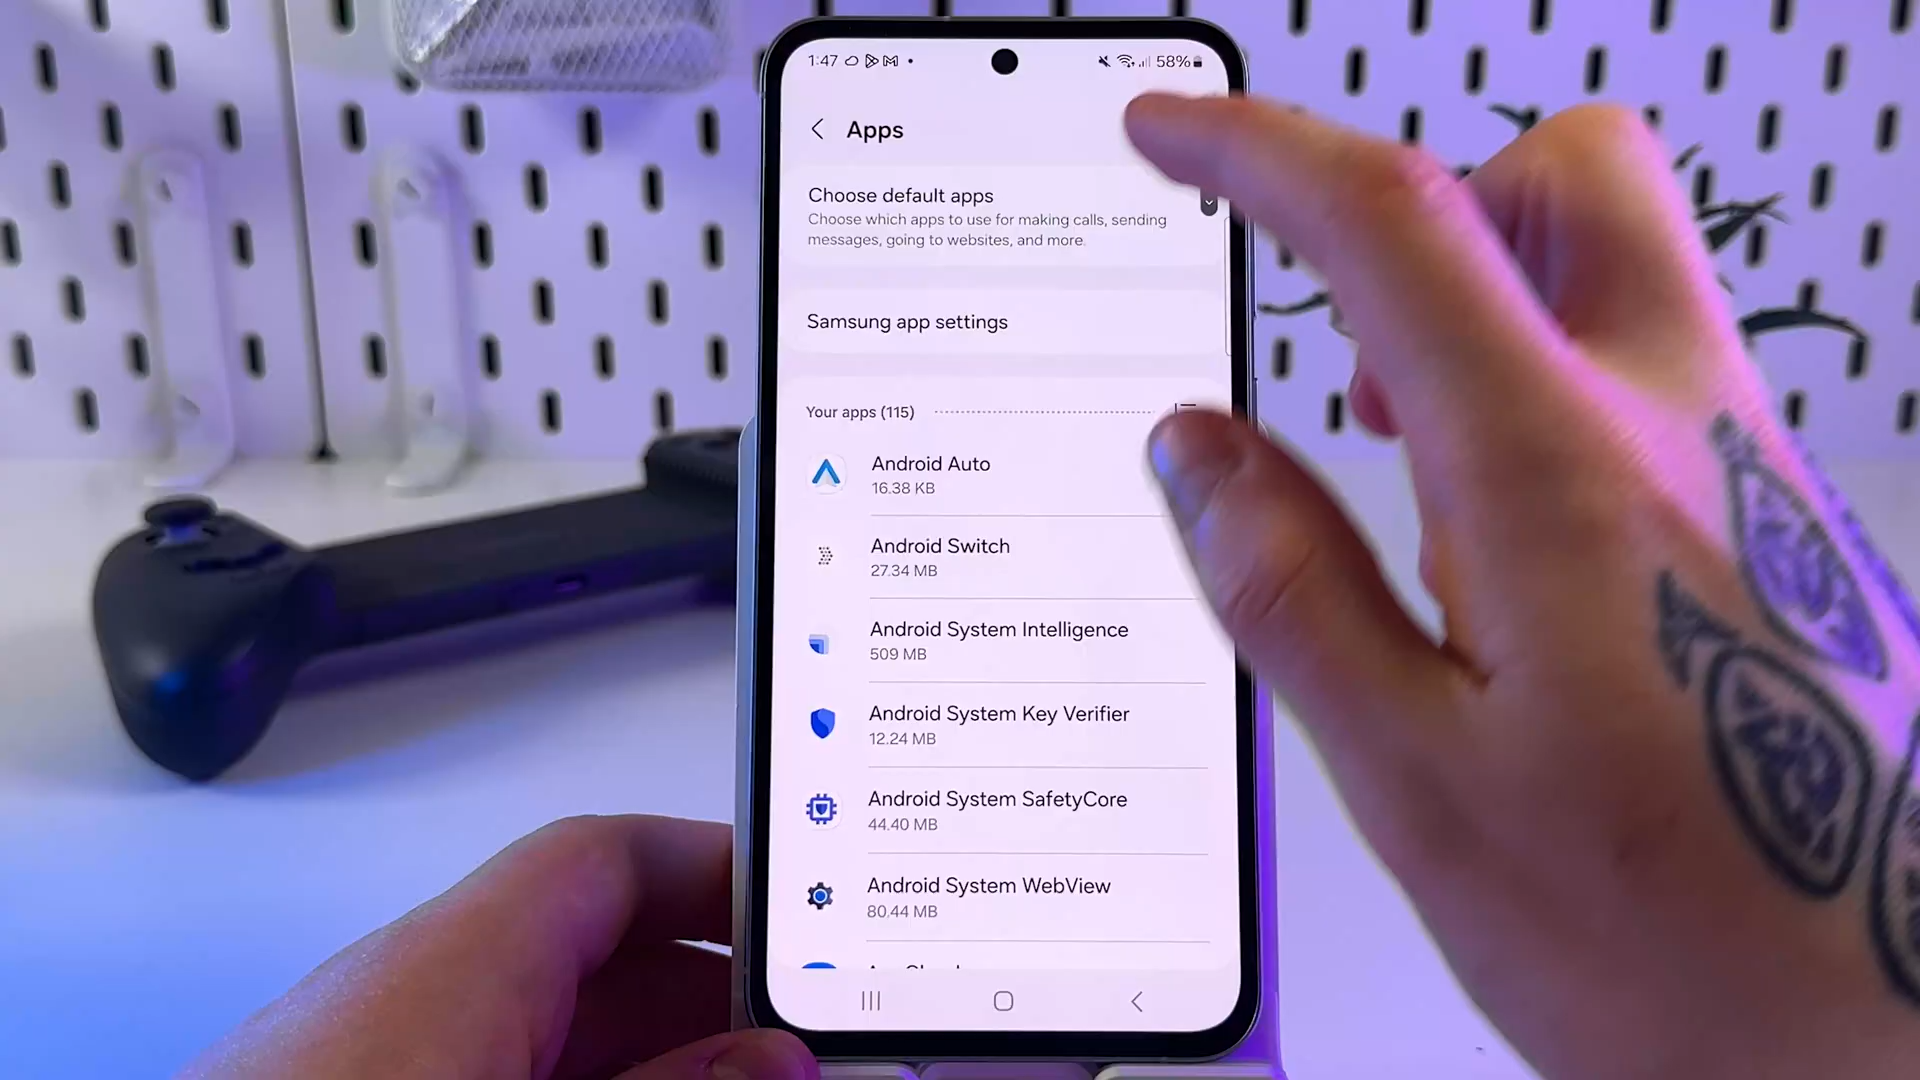 1:47
58%
Apps
Choose default apps
Choose which apps to use for making calls, sending
messages, going to websites, and more.
Samsung app settings
Your apps (115)
Android Auto
16.38 KB
Android Switch
27.34 MB
Android System Intelligence
509 MB
Android System Key Verifier
12.24 MB
Android System SafetyCore
44.40 MB
Android System WebView
80.44 MB